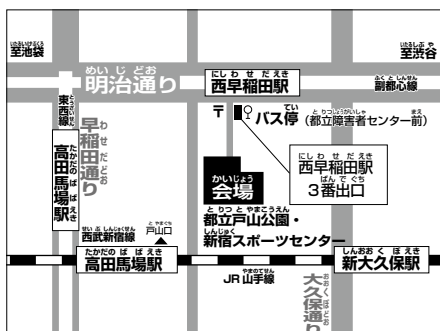 いたるいけぶくろ
至池袋
いたるしぶや
至渋谷
めいじどお
明治通り
にしわせだえき
西早稲田駅
ふくとしんせん
副都心線
とうざいせん
東西線
わせだどお
早稲田通り
〒
バス停（都立障害者センター前）
てい
とりつしょうがいしゃ
まえ
たかだのばばえき
高田馬場駅
にしわせだえき
西早稲田駅
ばんでぐち
3番出口
かいじょう
会場
とりつとやまこうえん
都立戸山公園・
しんじゅく
新宿スポーツセンター
せいぶしんじゅくせん
西武新宿線
とやまぐち
戸山口
たかだのばばえき
高田馬場駅
しんおおくぼえき
新大久保駅
やまのてせん
JR山手線
おおくぼどお
大久保通り